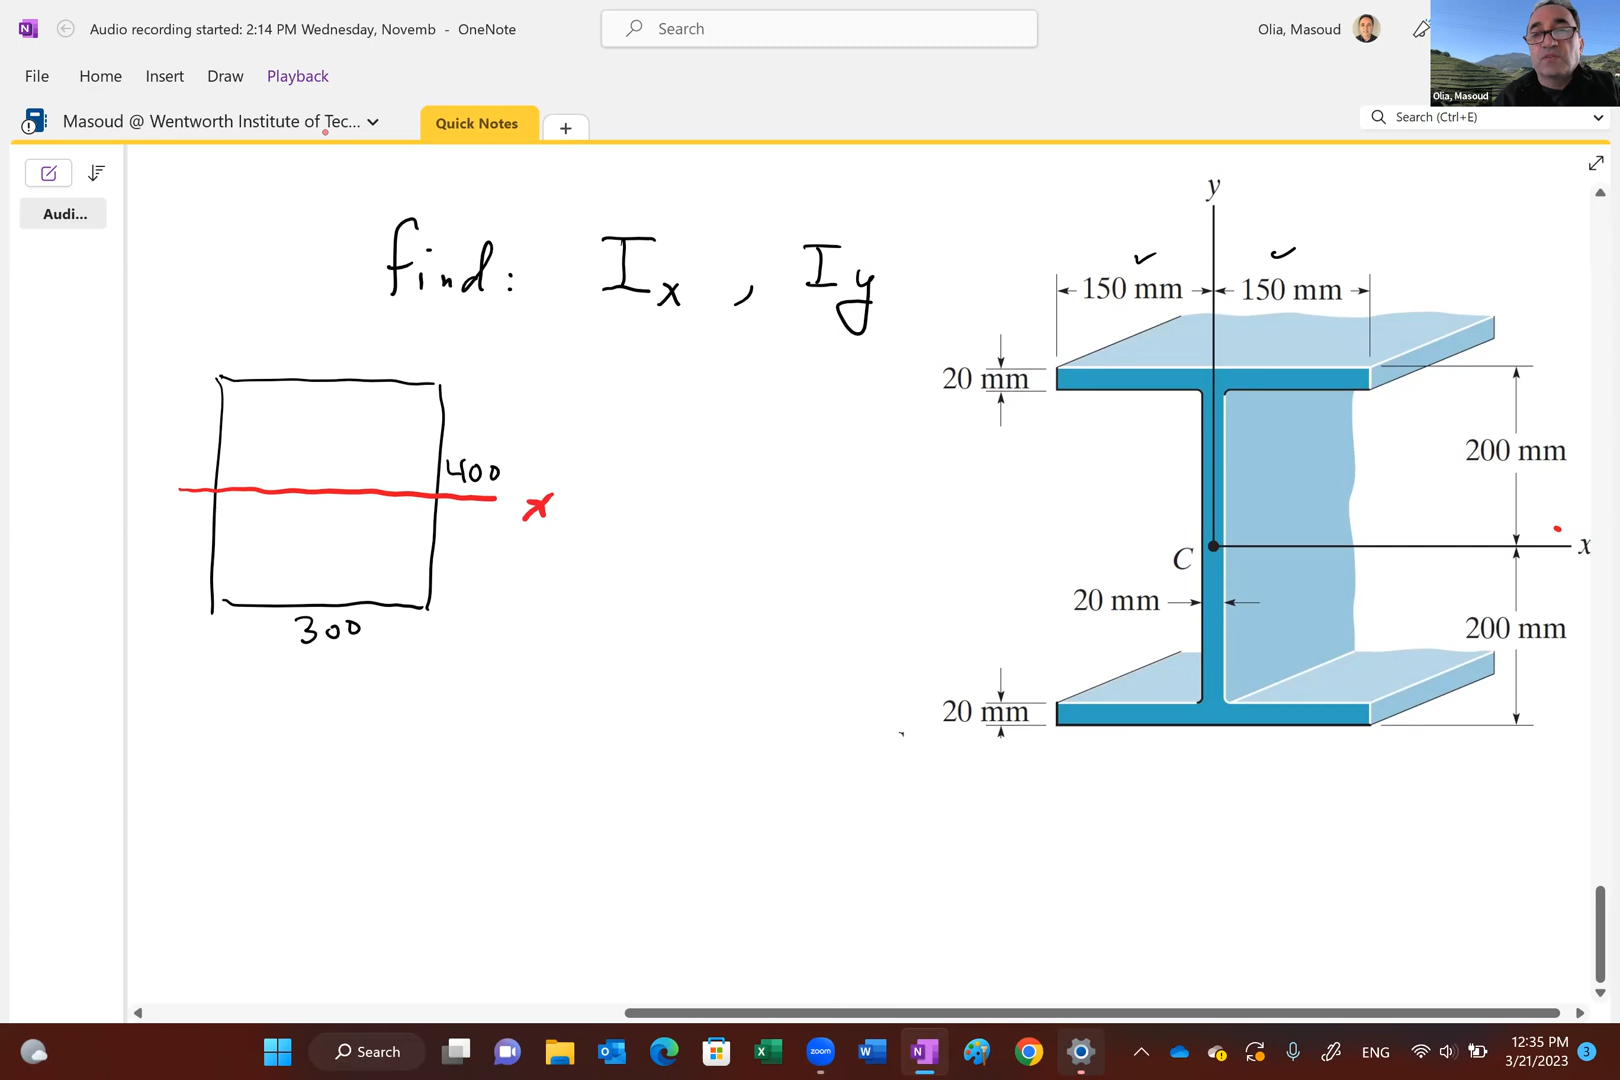 Audio recording started: 2:14 PM Wednesday, Novemb - OneNote
Search
Olia, Masoud
Olia, Masoud
File Home Insert Draw Playback
Masoud @ Wentworth Institute of Tec...
Quick Notes
+
Search (Ctrl+E)
Audi...
find: Ix , Iy
400
x
300
y
150 mm 150 mm
20 mm
200 mm
x
C
20 mm
200 mm
20 mm
Search
zoom
ENG
12:35 PM
3/21/2023
3